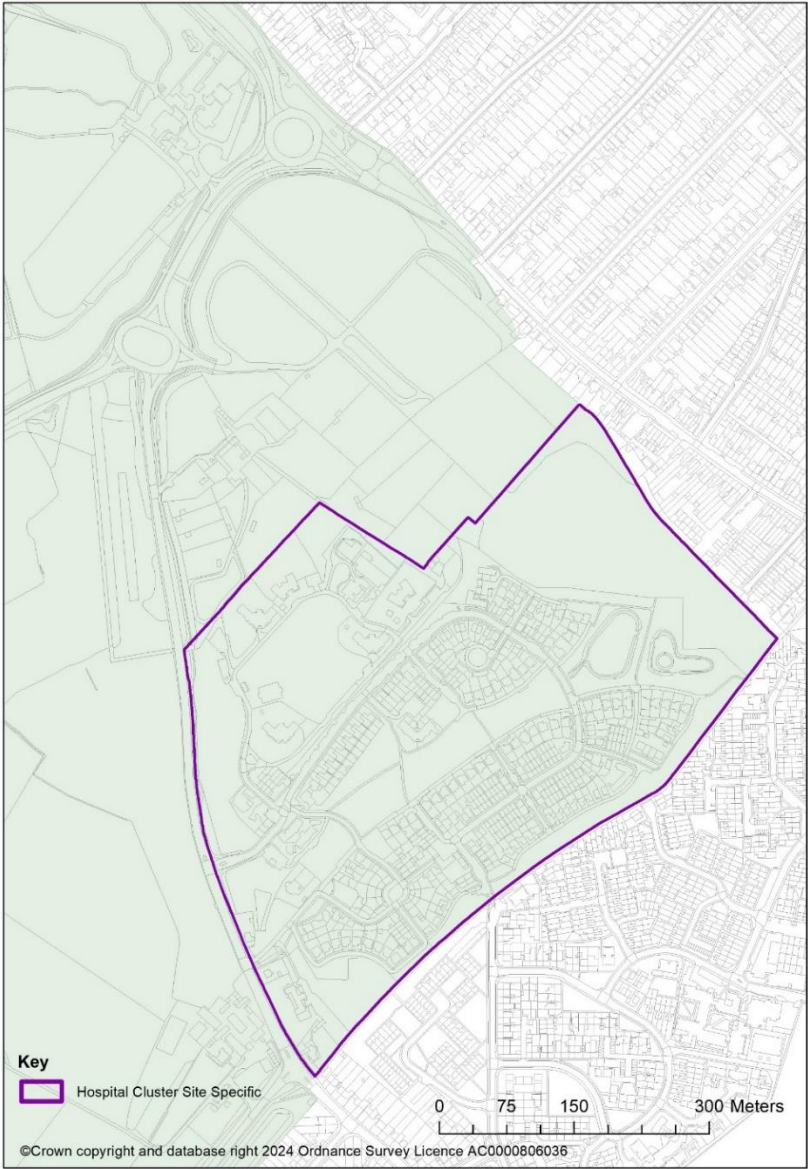 Key
Hospital Cluster Site Specific
0 75 150 300 Meters
©Crown copyright and database right 2024 Ordnance Survey Licence AC0000806036